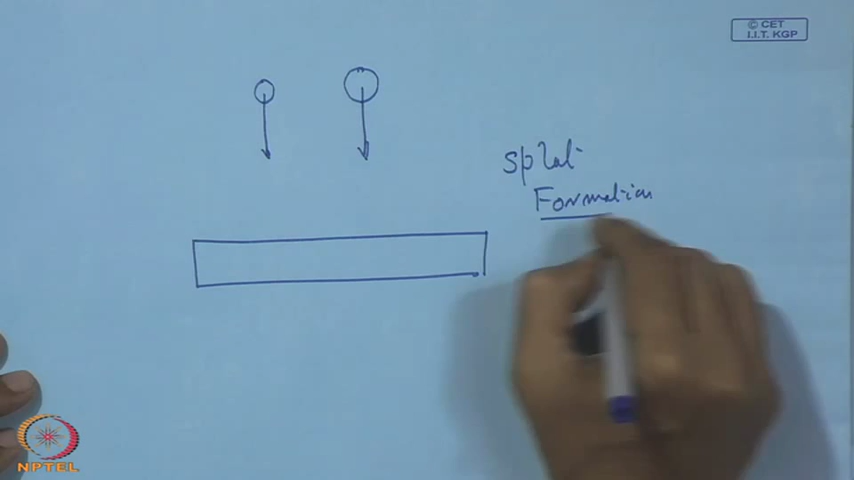 © CET
I.I.T. KGP
Splat
Formation
NPTEL